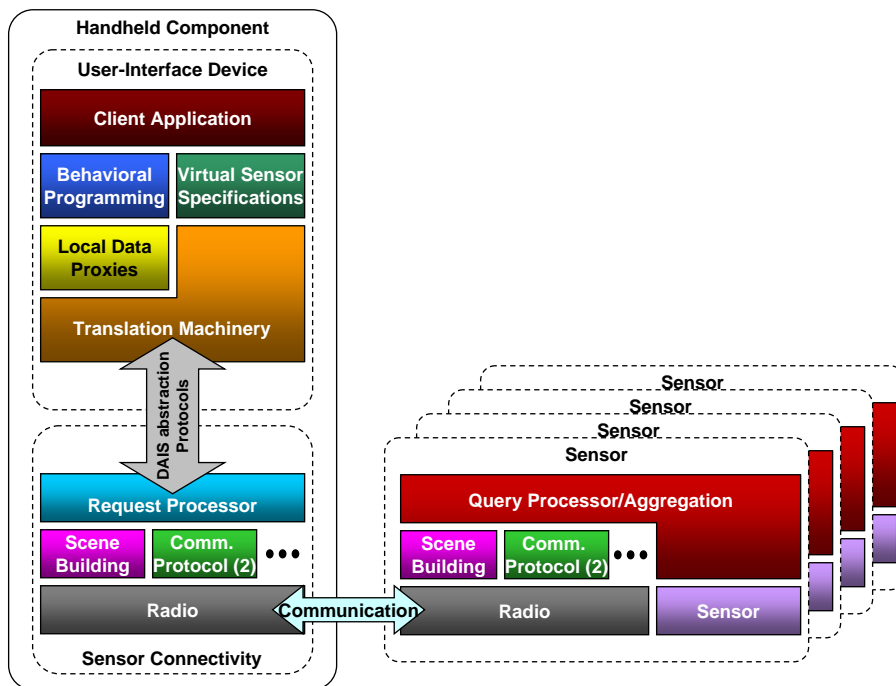 Handheld Component
User-Interface Device
Client Application
Behavioral
Programming
Virtual Sensor
Specifications
Local Data
Proxies
Translation Machinery
DAIS abstraction
Protocols
Request Processor
Scene
Building
Comm.
Protocol (2)
Radio
Sensor Connectivity
Communication
Sensor
Sensor
Sensor
Sensor
Query Processor/Aggregation
Scene
Building
Comm.
Protocol (2)
Radio
Sensor